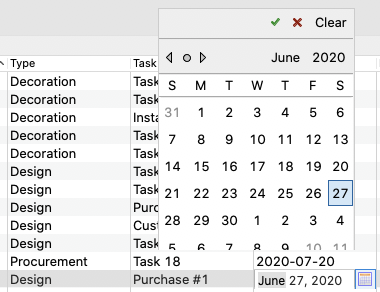 Clear
June 2020
Type Task
S M T W T F S
Decoration Task 31 1 2 3 4 5 6
Decoration Task
Decoration Insta 7 8 9 10 11 12 13
Decoration Task
Decoration Task 14 15 16 17 18 19 20
Design Task
Design Task 21 22 23 24 25 26 27
Design Purc
Design Cust 28 29 30 1 2 3 4
Design Task 5 6 7 8 9 10 11
Procurement Task 18 2020-07-20
Design Purchase #1 June 27, 2020